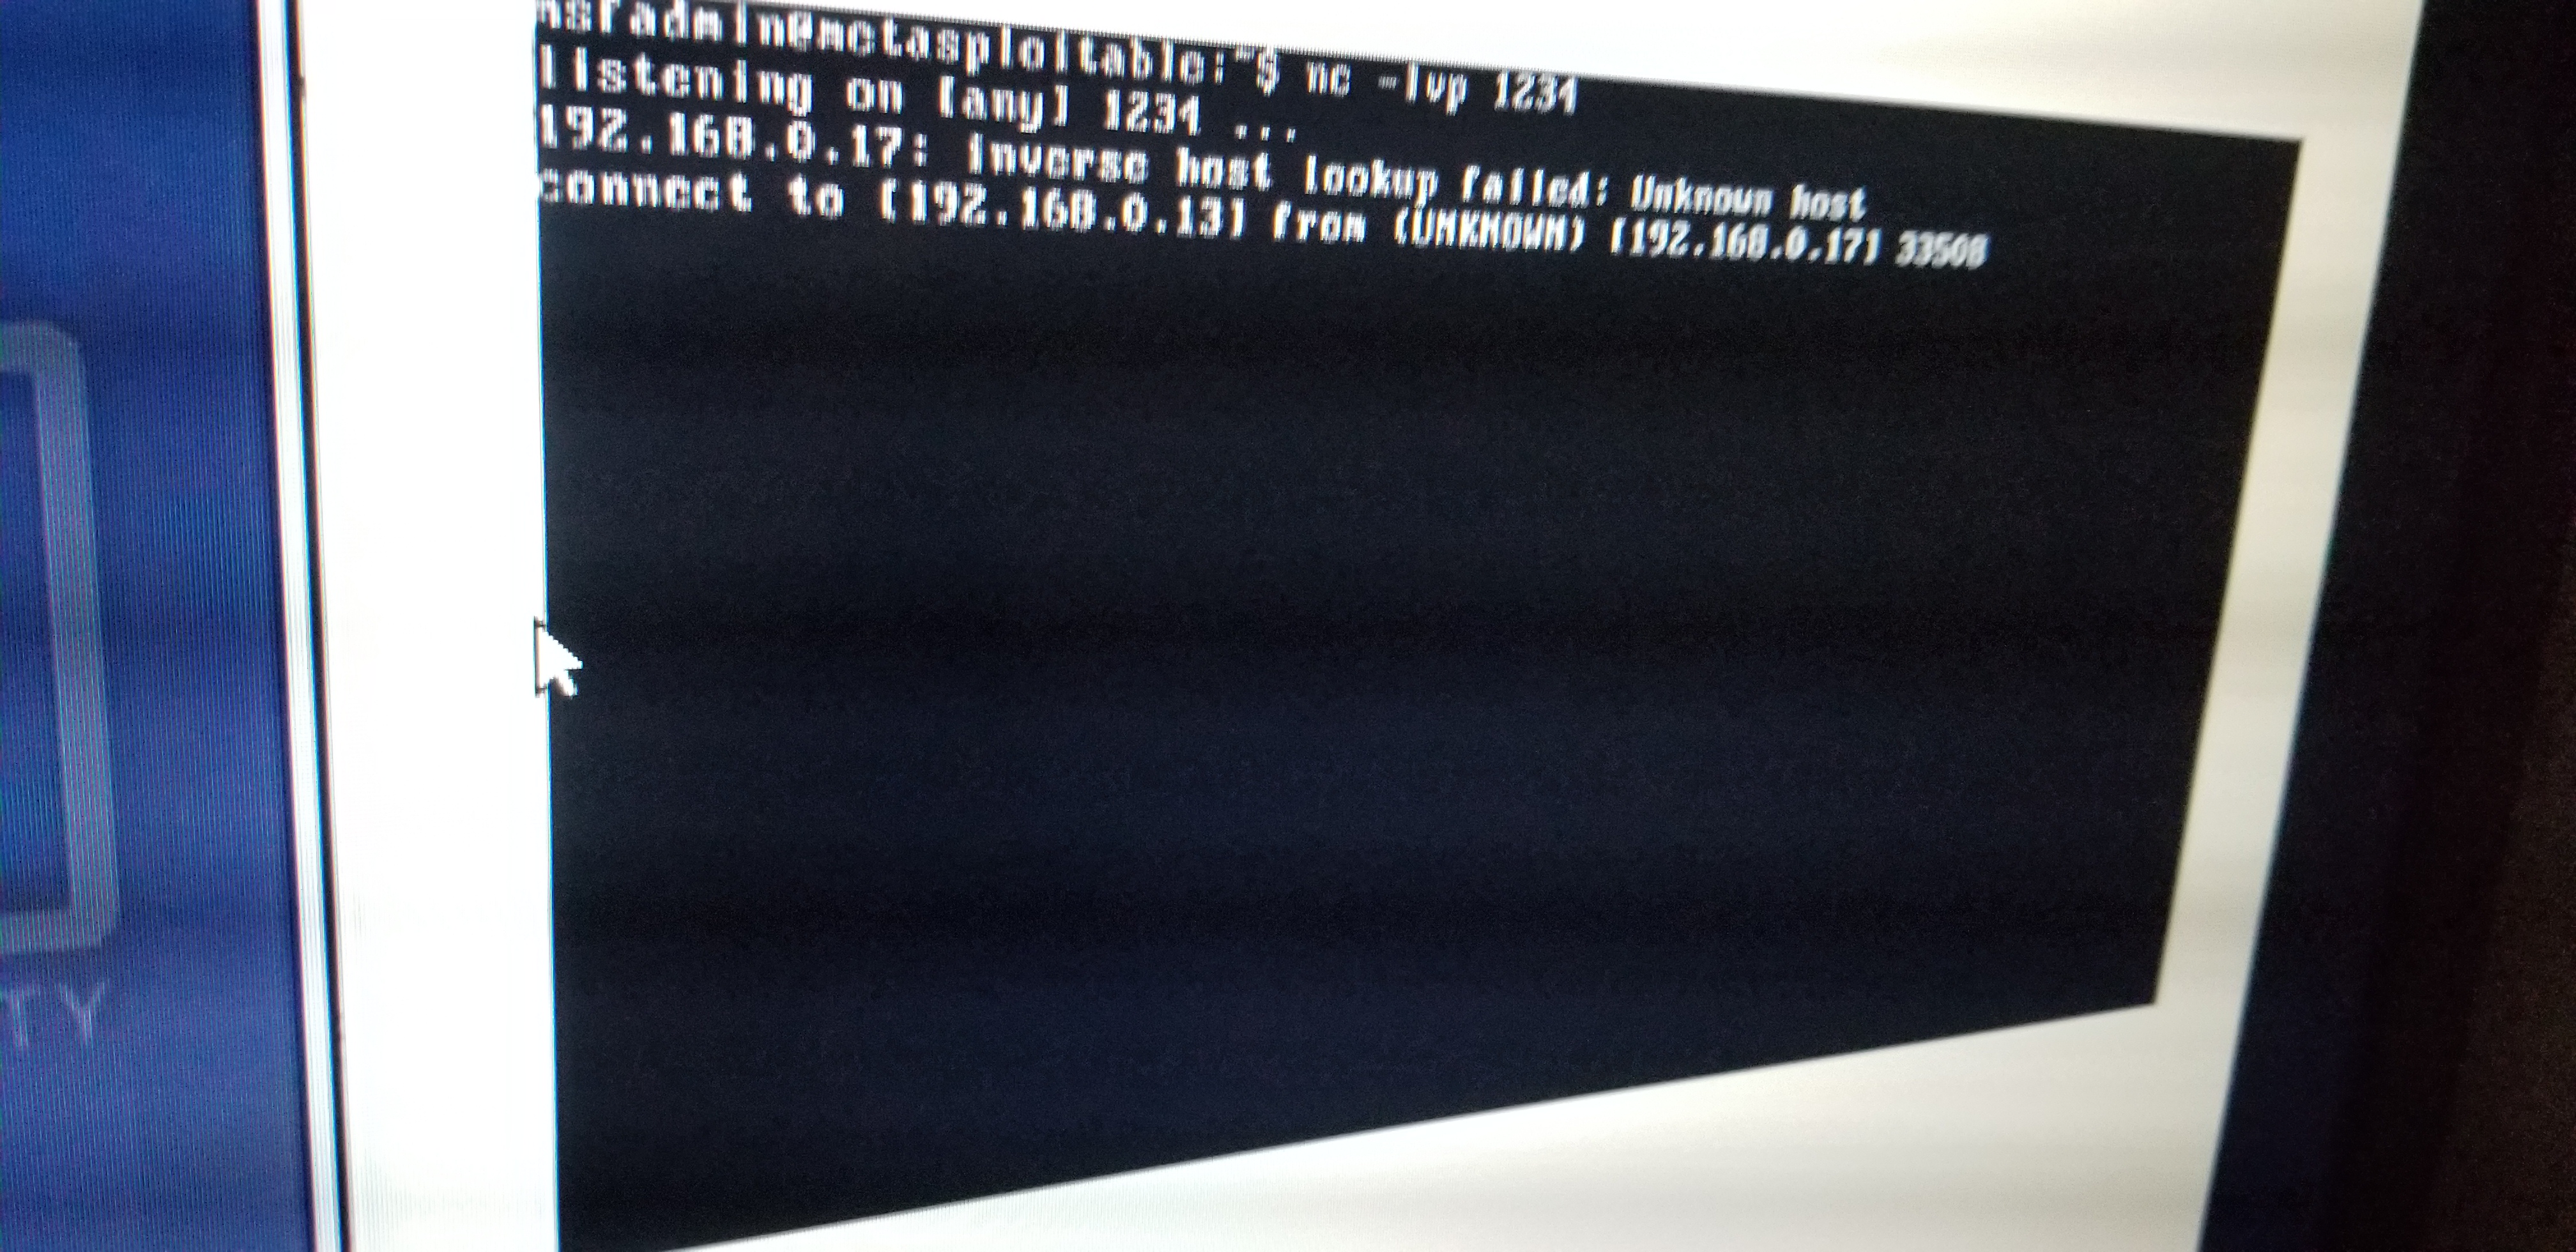 msfadmin@metasploitable:~$ nc -lvp 1234
listening on [any] 1234 ...
192.168.0.17: inverse host lookup failed: Unknown host
connect to [192.168.0.13] from (UNKNOWN) [192.168.0.17] 33508
TY